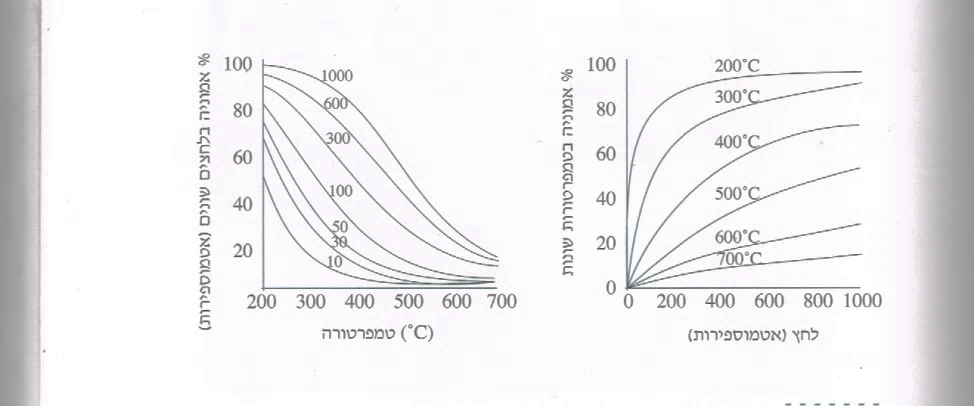 % אמוניה בלחצים שונים (אטמוספירות)
100
80
60
40
20
1000
600
300
100
50
30
10
200 300 400 500 600 700
טמפרטורה (°C)
% אמוניה בטמפרטורות שונות
100
80
60
40
20
0
200°C
300°C
400°C
500°C
600°C
700°C
0 200 400 600 800 1000
לחץ (אטמוספירות)